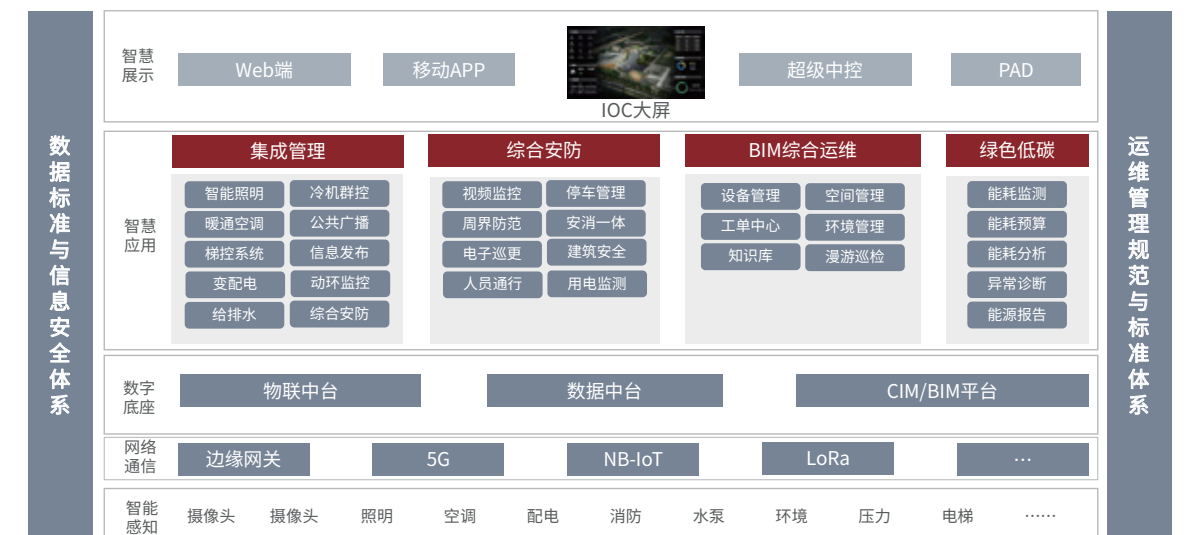 数据标准与信息安全体系
智慧
展示
Web端
移动APP
IOC大屏
超级中控
PAD
智慧
应用
集成管理
智能照明
冷机群控
暖通空调
公共广播
梯控系统
信息发布
变配电
动环监控
给排水
综合安防
综合安防
视频监控
停车管理
周界防范
安消一体
电子巡更
建筑安全
人员通行
用电监测
BIM综合运维
设备管理
空间管理
工单中心
环境管理
知识库
漫游巡检
绿色低碳
能耗监测
能耗预算
能耗分析
异常诊断
能源报告
数字
底座
物联中台
数据中台
CIM/BIM平台
网络
通信
边缘网关
5G
NB-IoT
LoRa
…
智能
感知
摄像头
摄像头
照明
空调
配电
消防
水泵
环境
压力
电梯
……
运维管理规范与标准体系